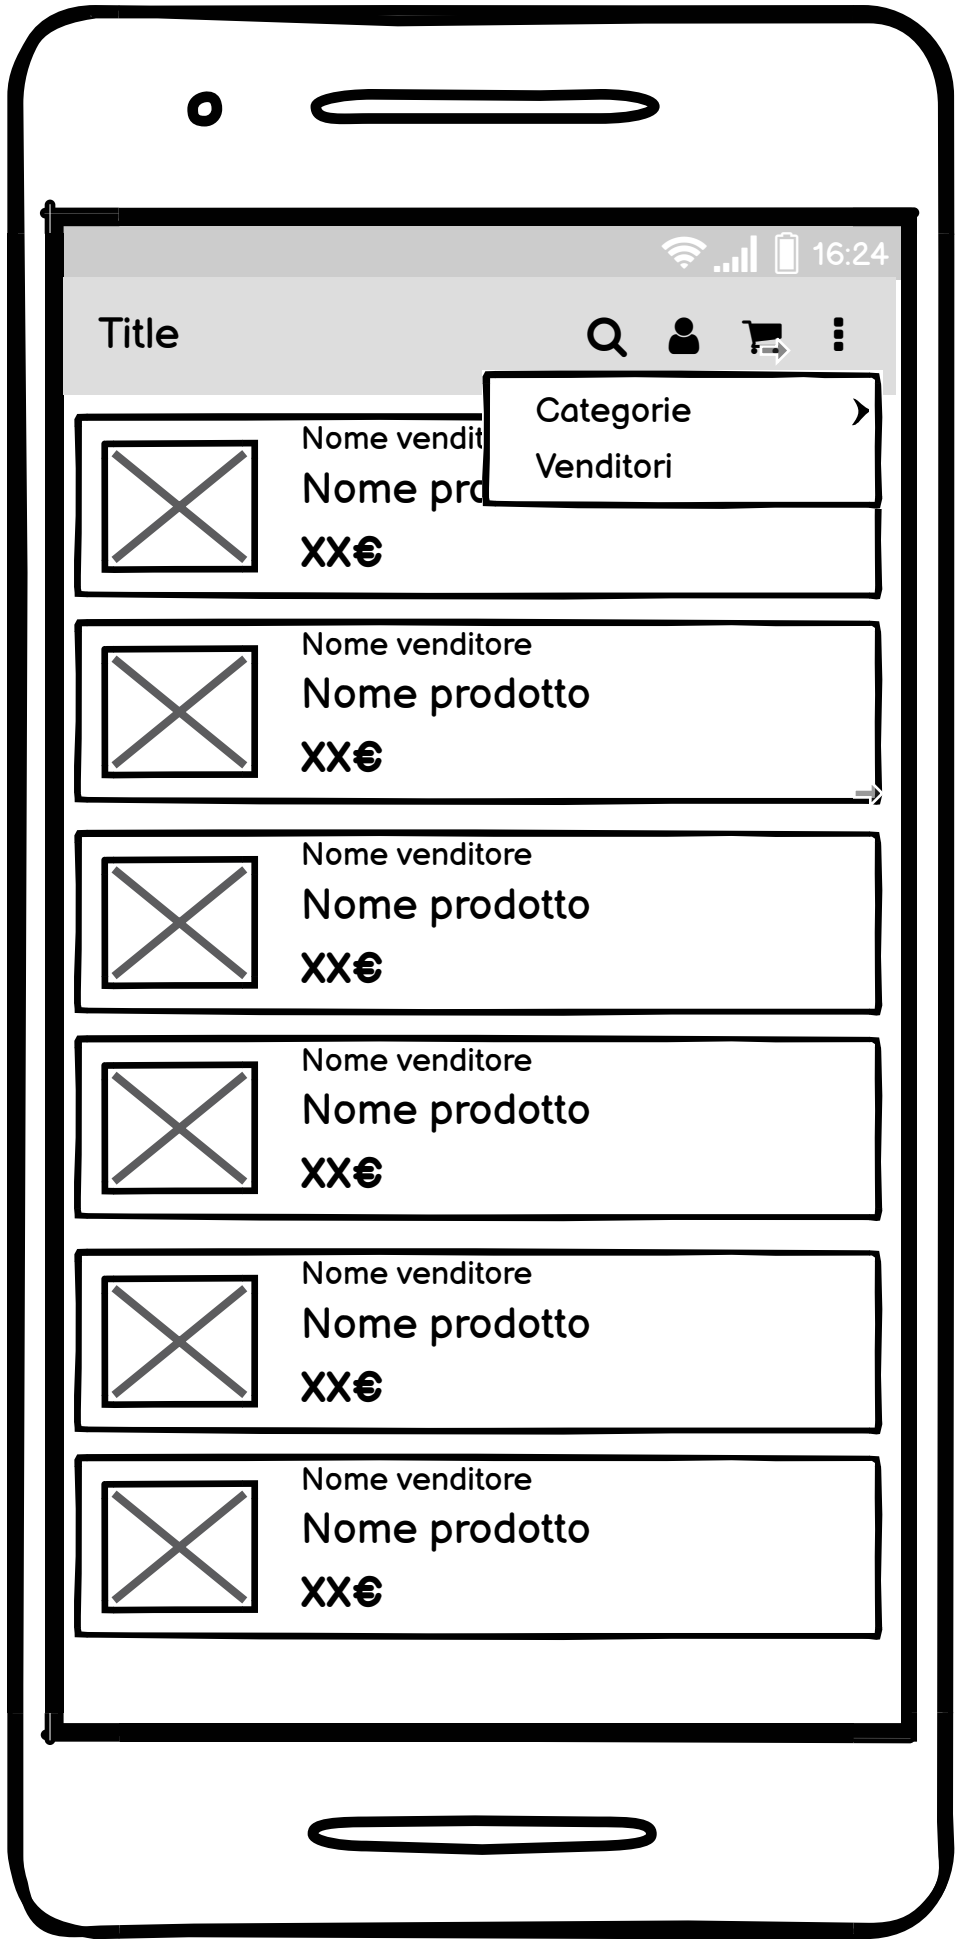 16:24
Title
Categorie
Venditori
Nome vendit
Nome pro
XX€
Nome venditore
Nome prodotto
XX€
Nome venditore
Nome prodotto
XX€
Nome venditore
Nome prodotto
XX€
Nome venditore
Nome prodotto
XX€
Nome venditore
Nome prodotto
XX€